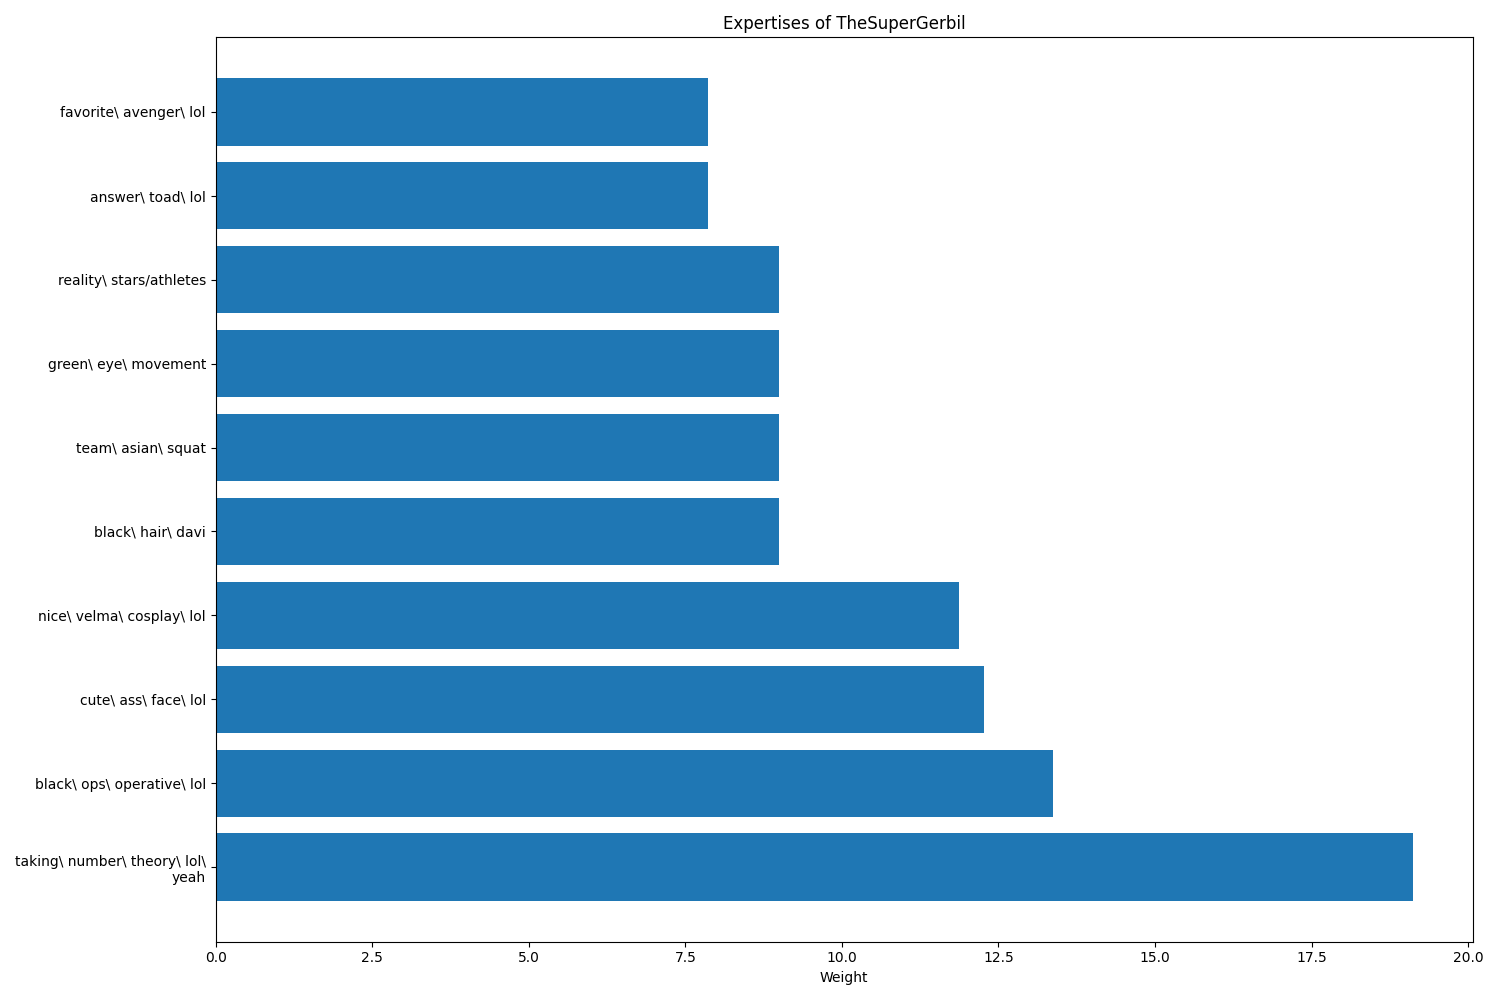 Expertises of TheSuperGerbil
favorite\ avenger\ lol
answer\ toad\ lol
reality\ stars/athletes
green\ eye\ movement
team\ asian\ squat
black\ hair\ davi
nice\ velma\ cosplay\ lol
cute\ ass\ face\ lol
black\ ops\ operative\ lol
taking\ number\ theory\ lol\
yeah
0.0 2.5 5.0 7.5 10.0 12.5 15.0 17.5 20.0
Weight